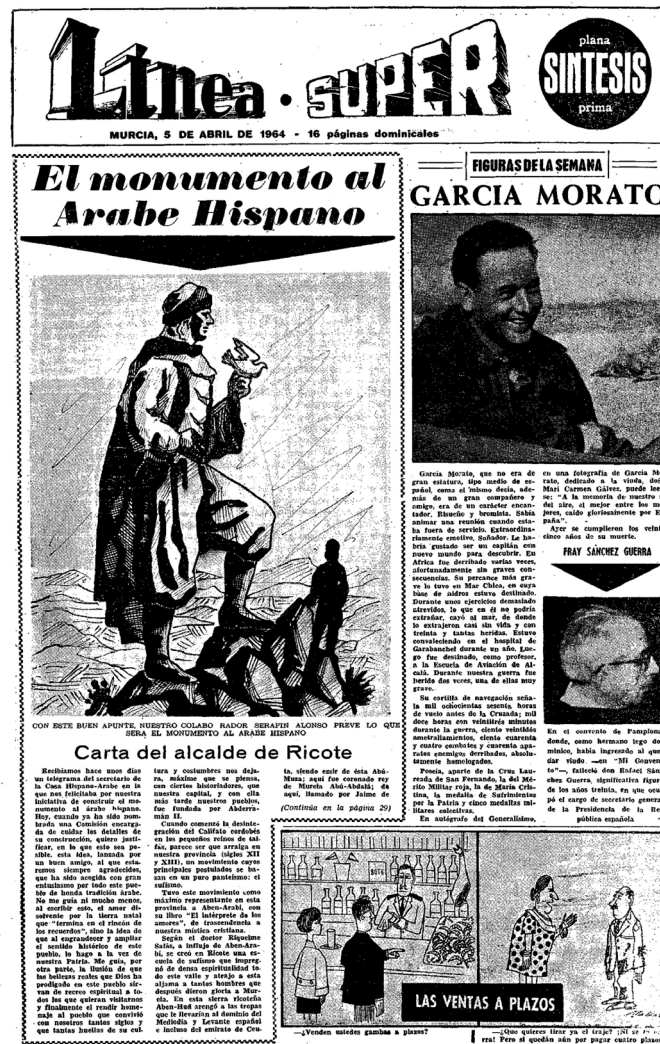 Línea · SUPER
plana
SINTESIS
prima
MURCIA, 5 DE ABRIL DE 1964 - 16 páginas dominicales
El monumento al
Arabe Hispano
CON ESTE BUEN APUNTE, NUESTRO COLABO RADOR SERAFIN ALONSO PREVE LO QUE
SERA EL MONUMENTO AL ARABE HISPANO
Carta del alcalde de Ricote
Recibíamos hace unos días
un telegrama del secretario de
la Casa Hispano-Arabe en la
que nos felicitaba por nuestra
iniciativa de construir el mo-
numento al árabe hispano.
Hoy, cuando ya ha sido nom-
brada una Comisión encarga-
da de cuidar los detalles de
su construcción, quiero justi-
ficar, en lo que esto sea po-
sible, esta idea, lanzada por
un buen amigo, al que esta-
remos siempre agradecidos,
que ha sido acogida con gran
entusiasmo por todo este pue-
blo de honda tradición árabe.
No me guía ni mucho menos,
al escribir esto, el amor di-
solvente por la tierra natal
que "termina en el rincón de
los recuerdos", sino la idea de
que al engrandecer y ampliar
el sentido histórico de este
pueblo, lo hago a la vez de
nuestra Patria. Me guía, por
otra parte, la ilusión de que
las bellezas reales que Dios ha
prodigado en este pueblo sir-
van de recreo espiritual a to-
dos los que quieran visitarnos
y finalmente el rendir home-
naje al pueblo que convivió
con nosotros tantos siglos y
que tantas huellas de su cul-
tura y costumbres nos deja-
ra, máxime que se piensa,
con ciertos historiadores, que
nuestra capital, y con ella
más tarde nuestros pueblos,
fue fundada por Abderra-
mán II.
Cuando comenzó la desinte-
gración del Califato cordobés
en los pequeños reinos de tai-
fas, parece ser que arraiga en
nuestra provincia (siglos XII
y XIII), un movimiento cuyos
principales postulados se ba-
san en un puro panteísmo: el
sufismo.
Tuvo este movimiento como
máximo representante en esta
provincia a Aben-Arabi, con
su libro "El intérprete de los
amores", de trascendencia a
nuestra mística cristiana.
Según el doctor Riquelme
Salás, a influjo de Aben-Ara-
bi, se creó en Ricote una es-
cuela de sufismo que impreg-
nó de densa espiritualidad to-
do este valle y atrajo a esta
aljama a tantos hombres que
después dieron gloria a Mur-
cia. En esta sierra ricoteña
Aben-Hud arengó a las tropas
que le llevarían al dominio del
Mediodía y Levante español
e incluso del emirato de Ceu-
ta, siendo emir de ésta Abú-
Muza; aquí fue coronado rey
de Murcia Abú-Abdalá; de
aquí, llamado por Jaime de
(Continúa en la página 29)
FIGURAS DE LA SEMANA
GARCIA MORATO
García Morato, que no era de
gran estatura, tipo medio de es-
pañol, como él mismo decía, ade-
más de un gran compañero y
amigo, era de un carácter encan-
tador. Risueño y bromista. Sabía
animar una reunión cuando esta-
ba fuera de servicio. Extraordina-
riamente emotivo. Soñador. Le ha-
bría gustado ser un capitán con
nuevo mundo para descubrir. En
Africa fue derribado varias veces,
afortunadamente sin graves con-
secuencias. Su percance más gra-
ve lo tuvo en Mar Chica, en cuya
base de hidros estuvo destinado.
Durante unos ejercicios demasiado
atrevidos, lo que en él no podría
extrañar, cayó al mar, de donde
lo extrajeron casi sin vida y con
treinta y tantas heridas. Estuvo
convaleciendo en el hospital de
Garabanchel durante un año. Lue-
go fue destinado, como profesor,
a la Escuela de Aviación de Al-
calá. Durante nuestra guerra fue
herido dos veces, una de ellas muy
grave.
Su cartilla de navegación seña-
la mil ochocientas sesenta horas
de vuelo antes de la Cruzada; mil
doce horas con veintiséis minutos
durante la guerra, ciento veintiós
ametrallamientos, ciento cuarenta
y cuatro combates y cuarenta apa-
ratos enemigos derribados, absolu-
tamente homologados.
Poseía, aparte de la Cruz Lau-
reada de San Fernando, la del Mé-
rito Militar roja, la de María Cris-
tina, la medalla de Sufrimientos
por la Patria y cinco medallas mi-
litares colectivas.
En autógrafo del Generalísimo,
en una fotografía de García Mo-
rato, dedicado a la viuda, do
Mari Carmen Gálvez, puede lee
se: "A la memoria de nuestro
del aire, el mejor entre los m
jores, caído gloriosamente por E
paña".
Ayer se cumplieron los veint
cinco años de su muerte.
FRAY SANCHEZ GUERRA
En el convento de Pamplona
donde, como hermano lego do
minico, había ingresado al que
dar viudo —en "Mi Conven
to"—, falleció don Rafael Sán
ches Guerra, significativa figur
de los años treinta, en que ocu
pó el cargo de secretario genera
de la Presidencia de la Re
pública española
LAS VENTAS A PLAZOS
—¿Venden ustedes gambas a plazos?
—¿Que quieres tirar ya el traje? ¡Ni
rra! Pero si quedán aún por pagar cuatro plazos